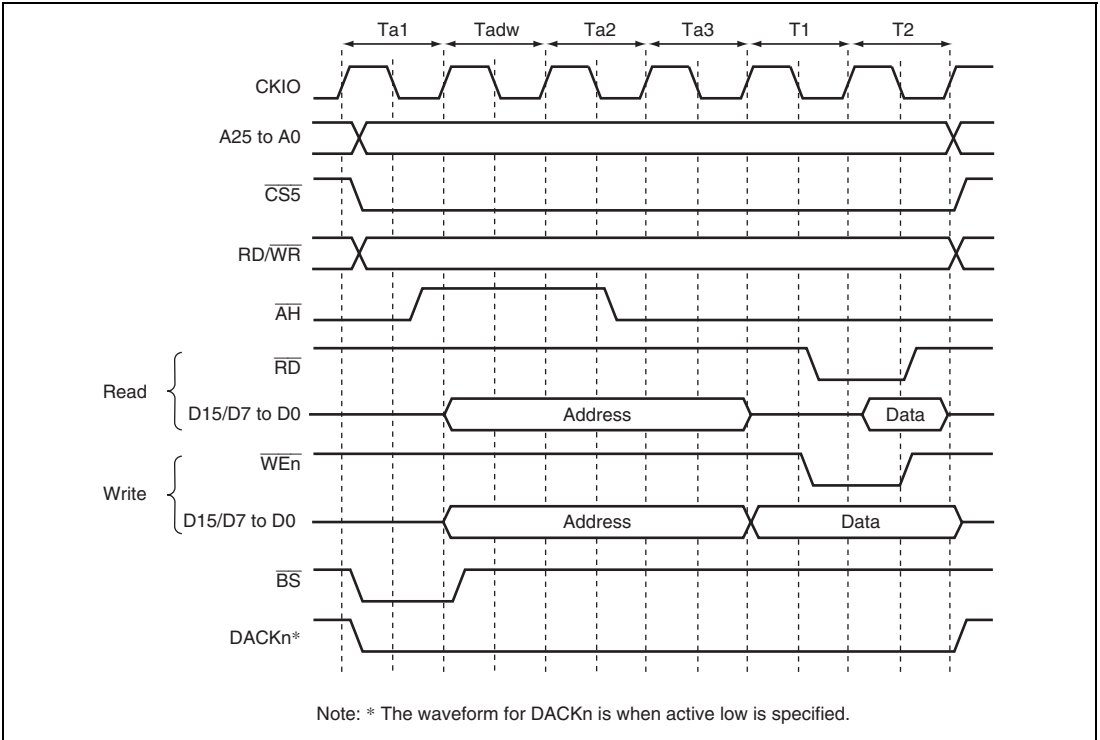 Ta1 Tadw Ta2 Ta3 T1 T2
CKIO
A25 to A0
CS5
RD/WR
AH
Read
RD
D15/D7 to D0 Address Data
Write
WEn
D15/D7 to D0 Address Data
BS
DACKn*
Note: * The waveform for DACKn is when active low is specified.